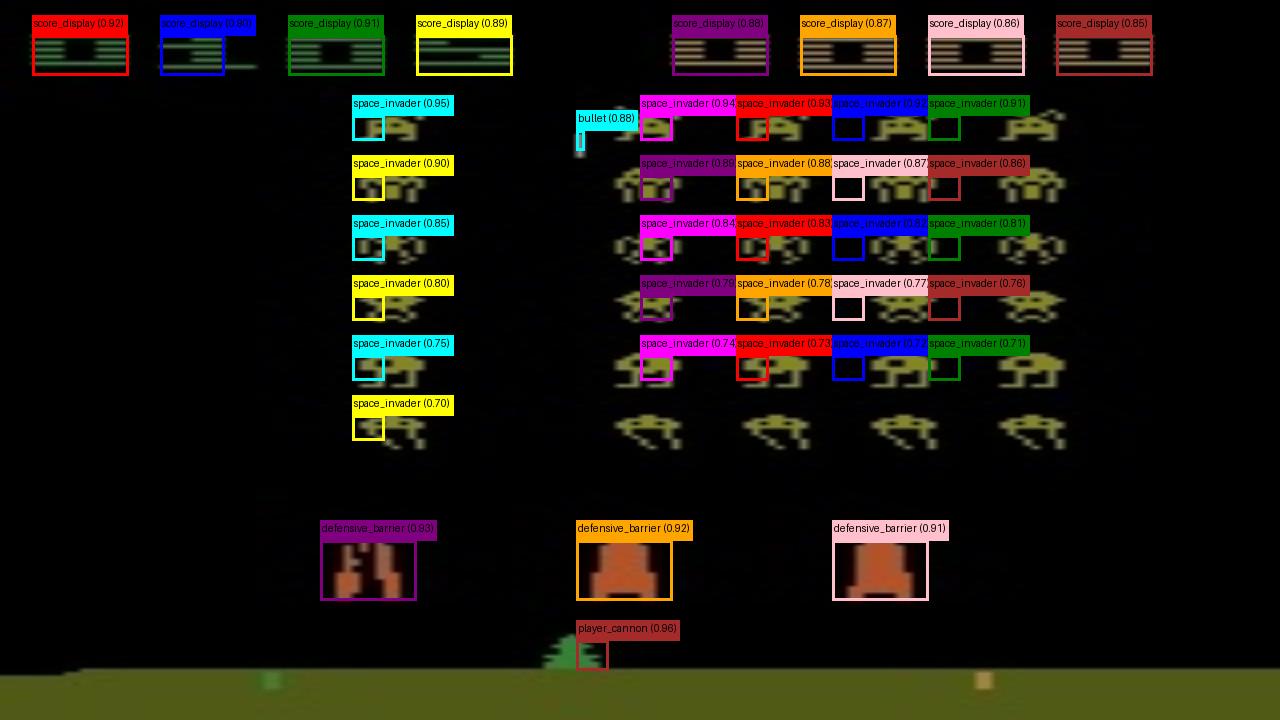 score_display (0.92) score_display (0.90) score_display (0.91) score_display (0.89) score_display (0.88) score_display (0.87) score_display (0.86) score_display (0.85)
space_invader (0.95) space_invader (0.94 space_invader (0.93 space_invader (0.92 space_invader (0.91)
bullet (0.88)
space_invader (0.90) space_invader (0.89 space_invader (0.88 space_invader (0.87 space_invader (0.86)
space_invader (0.85) space_invader (0.84 space_invader (0.83 space_invader (0.82 space_invader (0.81)
space_invader (0.80) space_invader (0.79 space_invader (0.78 space_invader (0.77 space_invader (0.76)
space_invader (0.75) space_invader (0.74 space_invader (0.73 space_invader (0.72 space_invader (0.71)
space_invader (0.70)
defensive_barrier (0.93) defensive_barrier (0.92) defensive_barrier (0.91)
player_cannon (0.96)